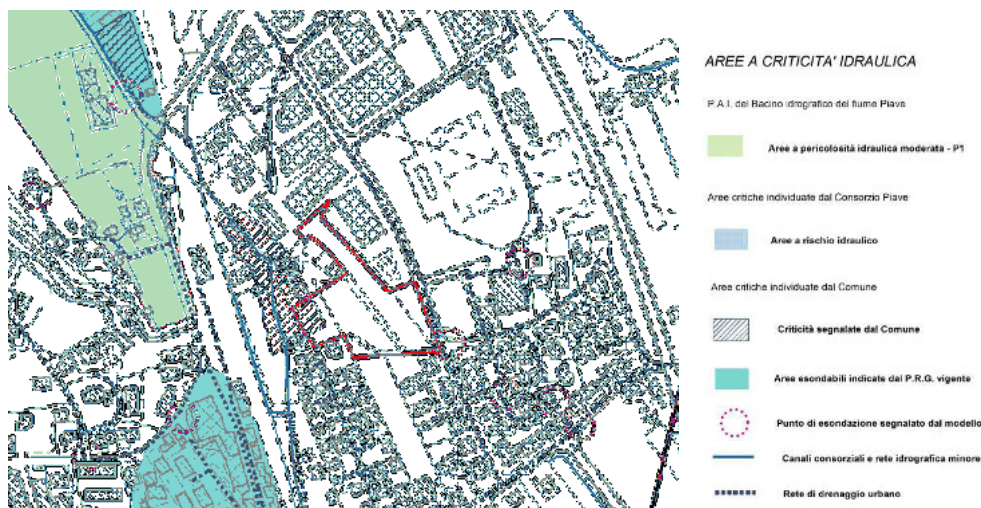 AREE A CRITICITA' IDRAULICA
P.A.I. del Bacino idrografico del fiume Piave
Aree a pericolosità idraulica moderata - P1
Aree critiche individuate dal Consorzio Piave
Aree a rischio idraulico
Aree critiche individuate dal Comune
Criticità segnalate dal Comune
Aree esondabili indicate dal P.R.G. vigente
Punto di esondazione segnalato dal modello
Canali consorziali e rete idrografica minore
Rete di drenaggio urbano